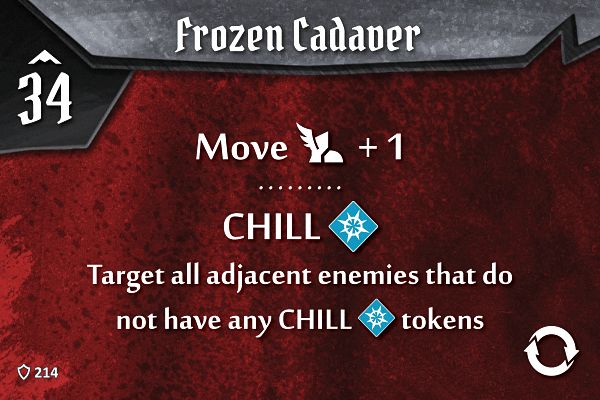 Frozen Cadaver
34
Move + 1
CHILL
Target all adjacent enemies that do
not have any CHILL tokens
214